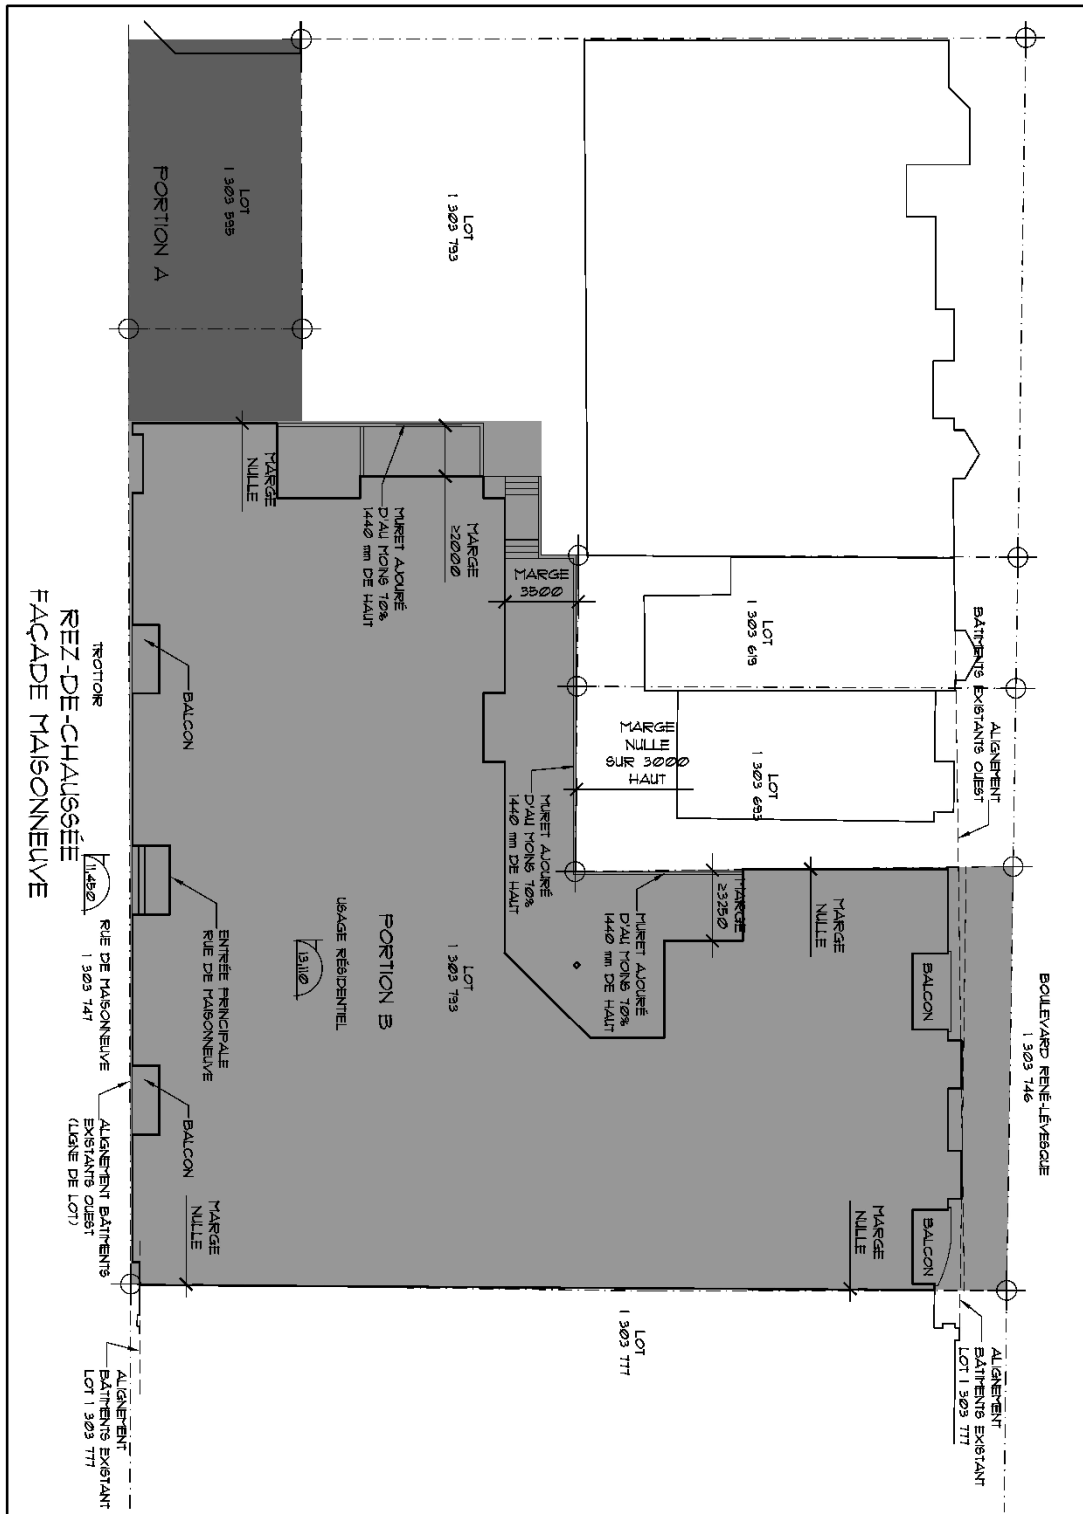 BOULEVARD RENÉ-LÉVESQUE
1 303 746
ALIGNEMENT
BÂTIMENTS EXISTANTS OUEST
ALIGNEMENT
BÂTIMENTS EXISTANT
LOT 1 303 777
BALCON
BALCON
MARGE
NULLE
MARGE
NULLE
LOT
1 303 619
LOT
1 303 693
MARGE
≥3250
MARGE
NULLE
SUR 3000
HAUT
MURET AJOURÉ
D'AU MOINS 70%
1440 mm DE HAUT
LOT
1 303 777
MARGE
3500
MURET AJOURÉ
D'AU MOINS 70%
1440 mm DE HAUT
LOT
1 303 793
MARGE
≥2000
LOT
1 303 793
MURET AJOURÉ
D'AU MOINS 70%
1440 mm DE HAUT
PORTION B
USAGE RÉSIDENTIEL
13,110
LOT
1 303 595
MARGE
NULLE
PORTION A
BALCON
ENTRÉE PRINCIPALE
RUE DE MAISONNEUVE
BALCON
MARGE
NULLE
TROTTOIR
11,450
RUE DE MAISONNEUVE
1 303 747
ALIGNEMENT BÂTIMENTS
EXISTANTS OUEST
(LIGNE DE LOT)
ALIGNEMENT
BÂTIMENTS EXISTANT
LOT 1 303 777
REZ-DE-CHAUSSÉE
FAÇADE MAISONNEUVE